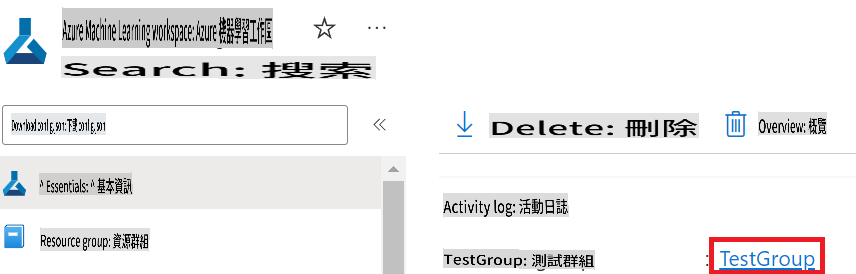 Azure Machine Learning workspace: Azure 機器學習工作區
Search: 搜索
Download config.json: 下載 config.json
Delete: 刪除
Overview: 概覽
^ Essentials: ^ 基本資訊
Activity log: 活動日誌
Resource group: 資源群組
TestGroup: 測試群組 : TestGroup